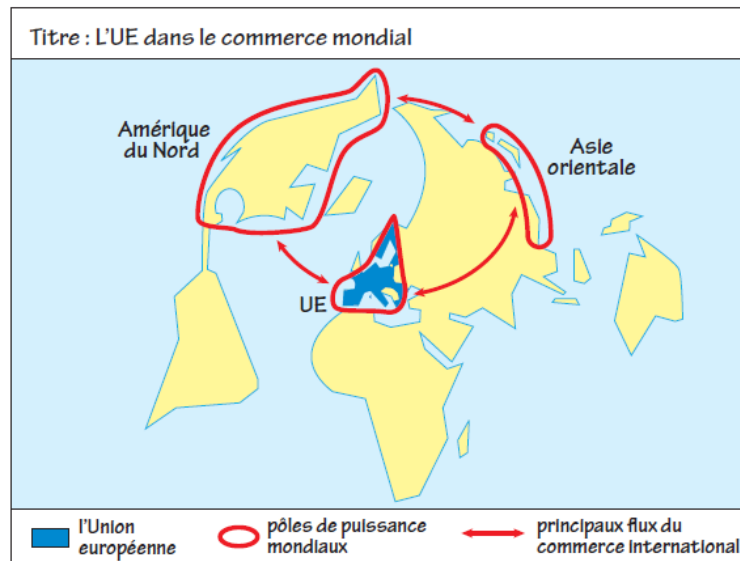 Titre : L'UE dans le commerce mondial
Amérique
du Nord
Asie
orientale
UE
l'Union
européenne
pôles de puissance
mondiaux
principaux flux du
commerce international